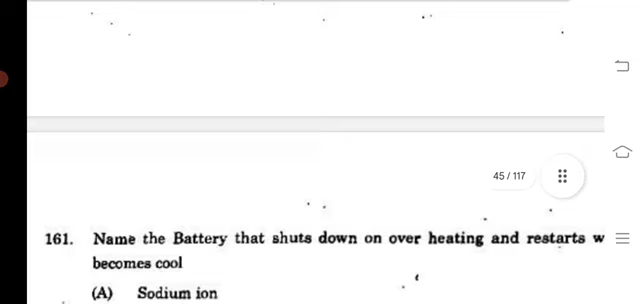 45 / 117
161. Name the Battery that shuts down on over heating and restarts w
becomes cool
(A) Sodium ion